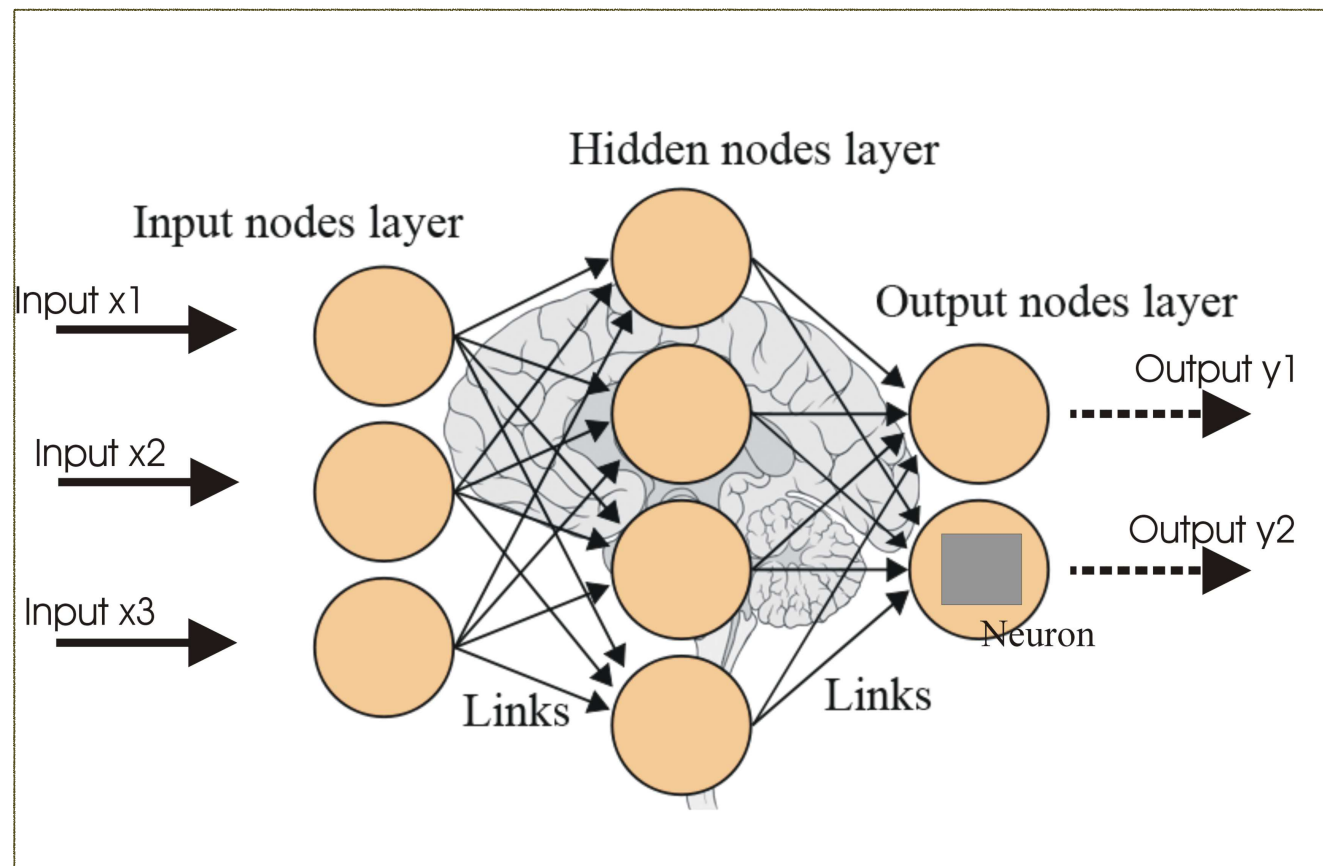 Hidden nodes layer
Input nodes layer
Input x1
Output nodes layer
Output y1
Input x2
Output y2
Input x3
Neuron
Links
Links